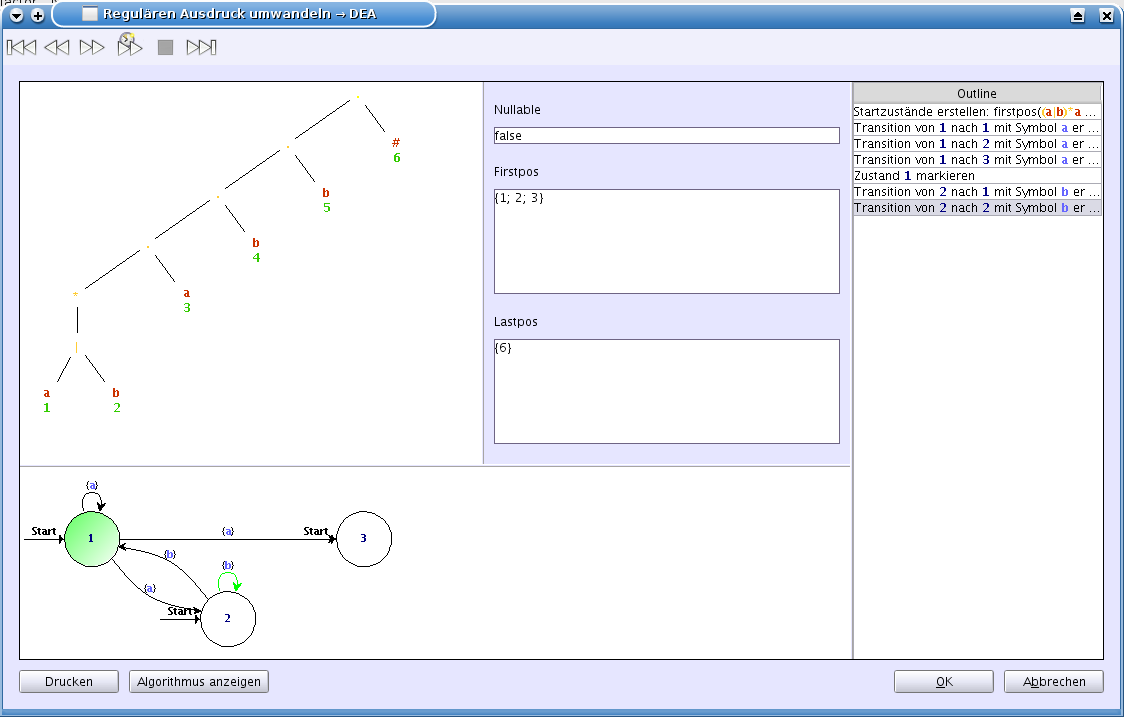 Regulären Ausdruck umwandeln → DEA
#
6
b
5
b
4
a
3
*
|
a
1
b
2
Nullable
false
Firstpos
{1; 2; 3}
Lastpos
{6}
Outline
Startzustände erstellen: firstpos((a|b)*a ...
Transition von 1 nach 1 mit Symbol a er ...
Transition von 1 nach 2 mit Symbol a er ...
Transition von 1 nach 3 mit Symbol a er ...
Zustand 1 markieren
Transition von 2 nach 1 mit Symbol b er ...
Transition von 2 nach 2 mit Symbol b er ...
{a}
Start
1
{a}
Start
3
{b}
{b}
{a}
Start
2
Drucken
Algorithmus anzeigen
OK
Abbrechen